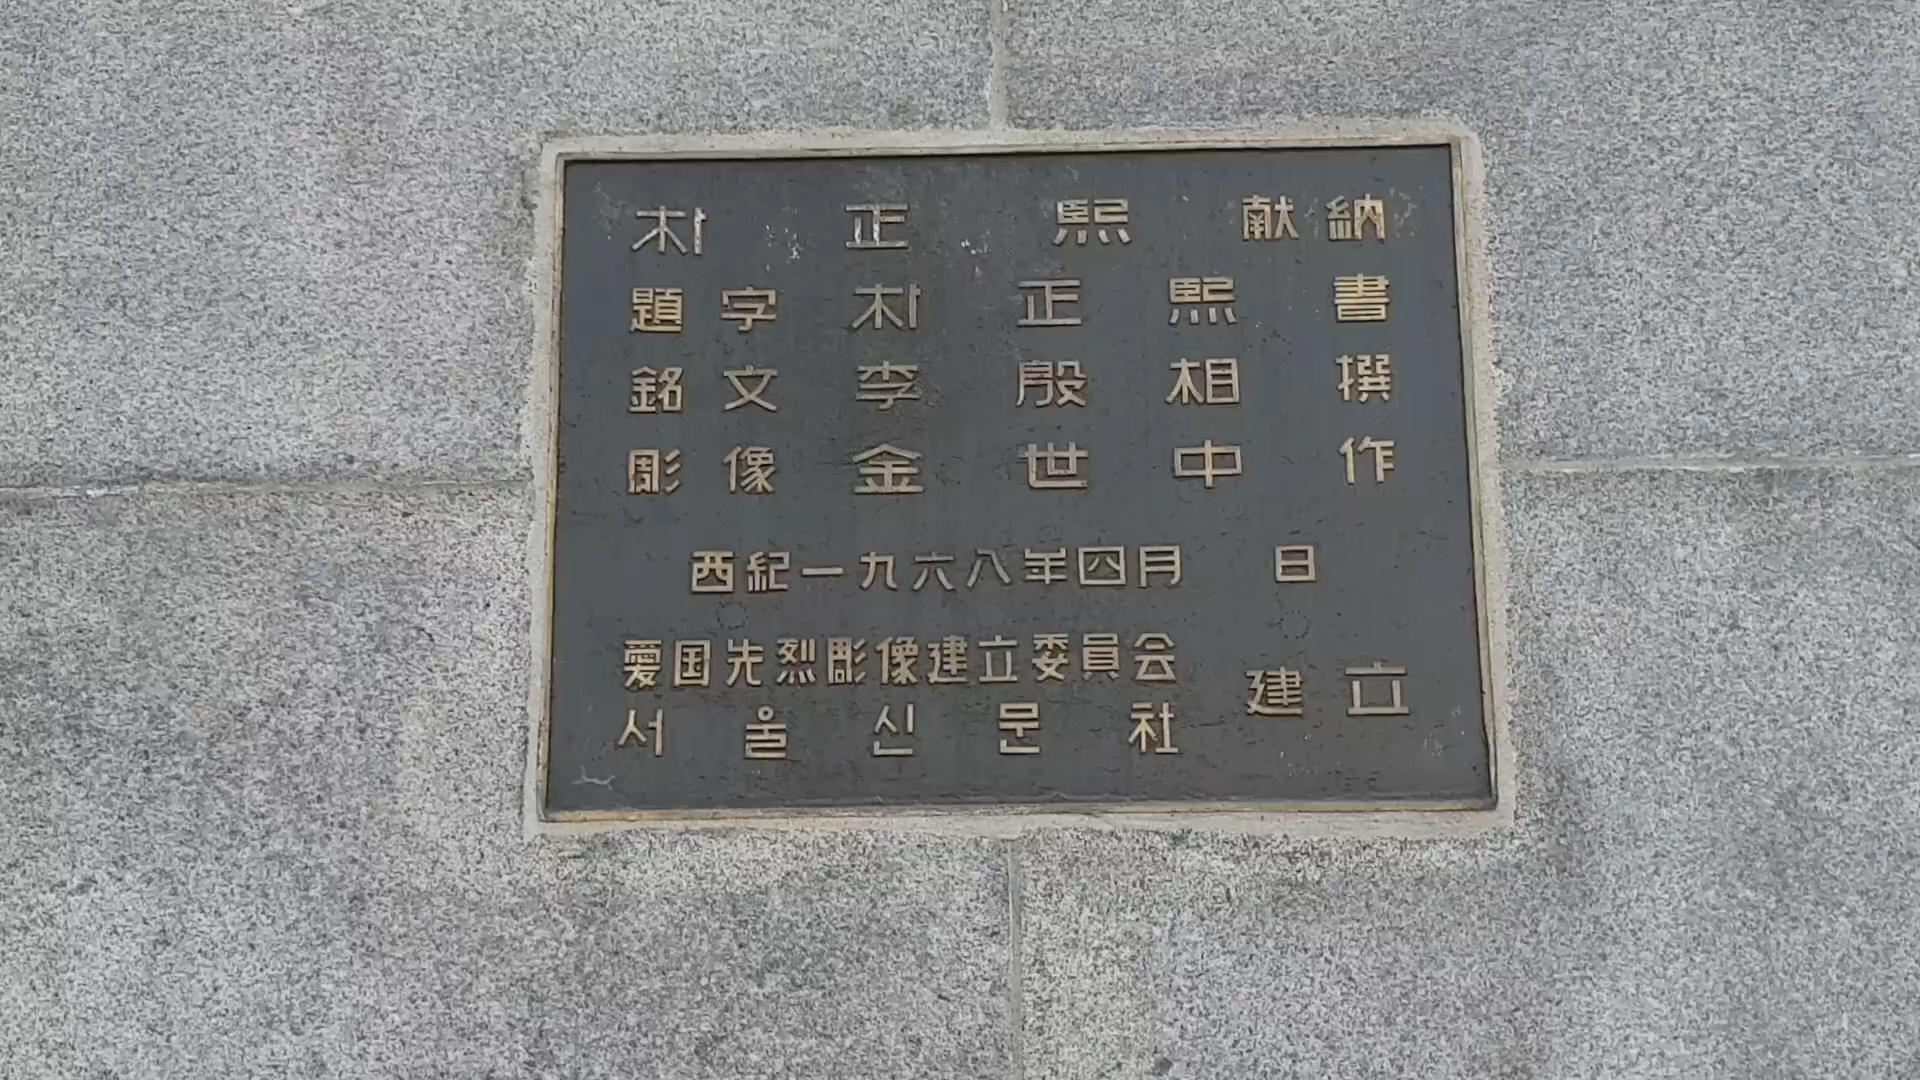 朴正熙献納
題字朴正熙書
銘文李殷相撰
彫像金世中作
西紀一九六八年四月 日
愛国先烈彫像建立委員会
서울신문社
建立